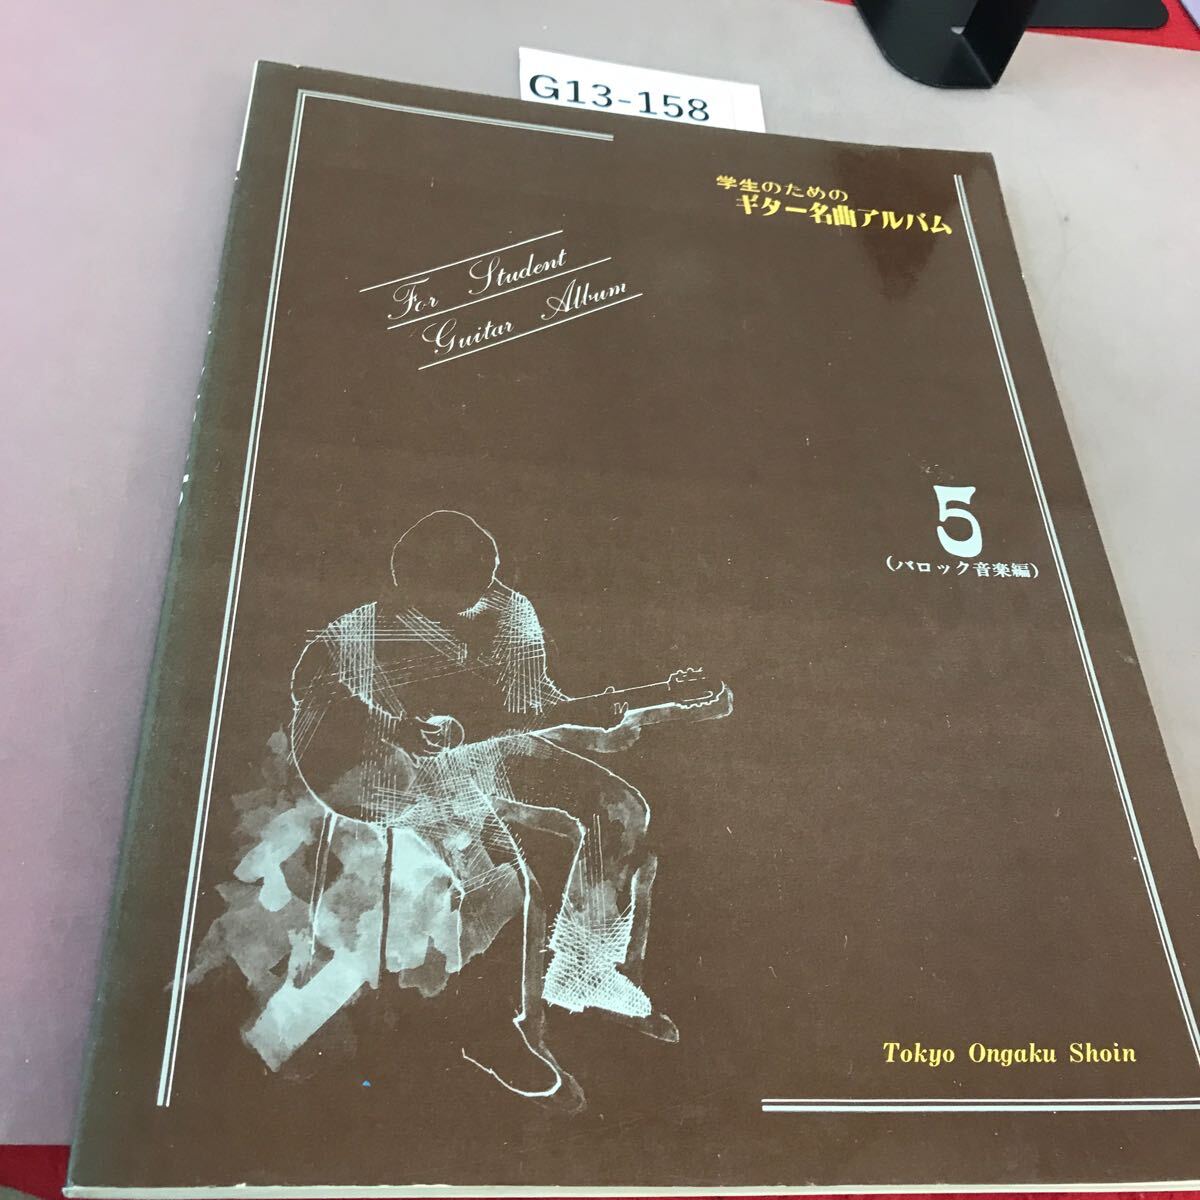 G13-158
学生のための
ギター名曲アルバム
For Student
Guitar Album
5
(バロック音楽編)
Tokyo Ongaku Shoin